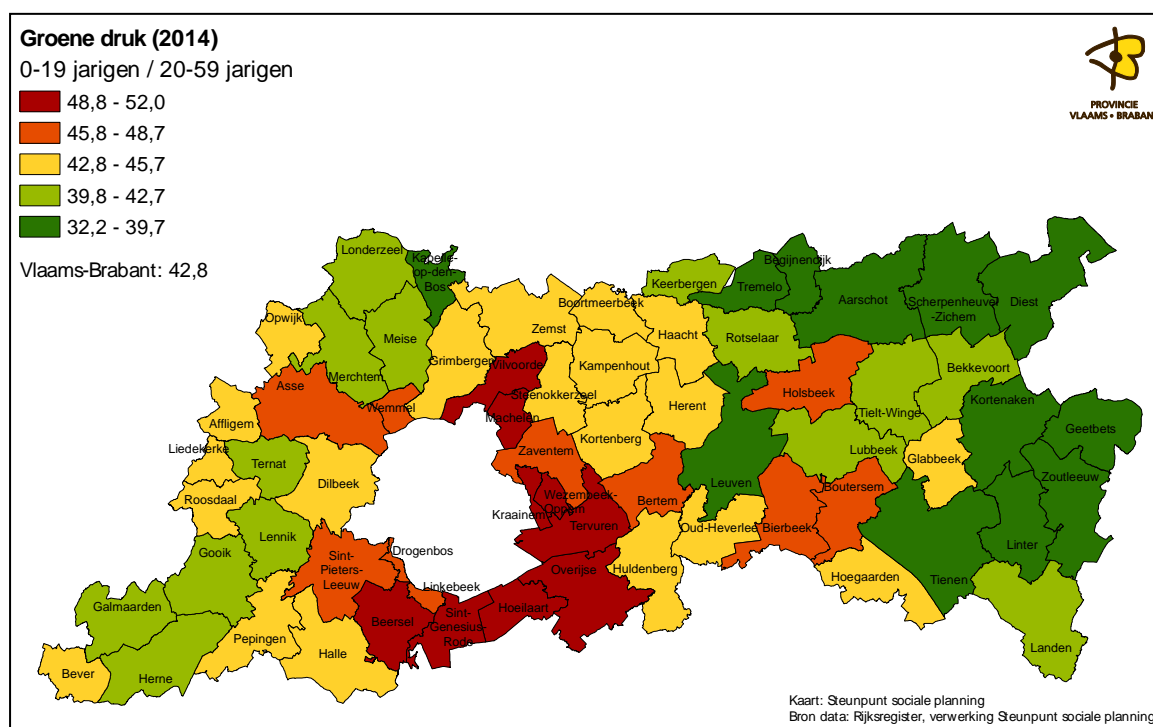 Groene druk (2014)
0-19 jarigen / 20-59 jarigen
48,8 - 52,0
45,8 - 48,7
42,8 - 45,7
39,8 - 42,7
32,2 - 39,7
Vlaams-Brabant: 42,8
PROVINCIE
VLAAMS • BRABAN
Londerzeel
Kapelle-
op-den-
Bos
Opwijk
Meise
Merchtem
Grimbergen
Zemst
Boortmeerbeek
Haacht
Keerbergen
Tremelo
Begijnendijk
Aarschot
Scherpenheuvel
-Zichem
Diest
Rotselaar
Kampenhout
Vilvoorde
Steenokkerzeel
Machelen
Asse
Wemmel
Affligem
Liedekerke
Ternat
Dilbeek
Roosdaal
Herent
Kortenberg
Zaventem
Holsbeek
Bekkevoort
Tielt-Winge
Kortenaken
Geetbets
Lubbeek
Glabbeek
Zoutleeuw
Leuven
Boutersem
Bertem
Wezembeek-
Oppem
Kraainem
Tervuren
Oud-Heverlee
Bierbeek
Linter
Lennik
Gooik
Sint-
Pieters-
Leeuw
Drogenbos
Linkebeek
Overijse
Huldenberg
Hoegaarden
Tienen
Galmaarden
Beersel
Sint-
Genesius-
Rode
Hoeilaart
Pepingen
Halle
Bever
Herne
Landen
Kaart: Steunpunt sociale planning
Bron data: Rijksregister, verwerking Steunpunt sociale planning